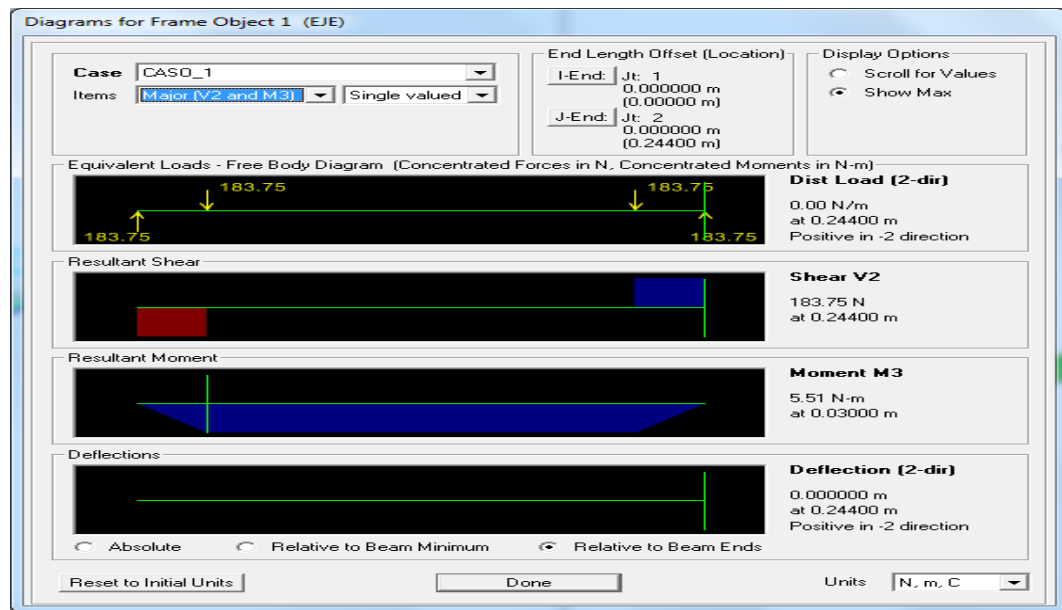 Diagrams for Frame Object 1 (EJE)
Case CASO_1
Items Major (V2 and M3) Single valued
End Length Offset (Location)
I-End: Jt: 1
0.000000 m
(0.00000 m)
J-End: Jt: 2
0.000000 m
(0.24400 m)
Display Options
Scroll for Values
Show Max
Equivalent Loads - Free Body Diagram (Concentrated Forces in N, Concentrated Moments in N-m)
183.75 183.75
183.75 183.75
Dist Load (2-dir)
0.00 N/m
at 0.24400 m
Positive in -2 direction
Resultant Shear
Shear V2
183.75 N
at 0.24400 m
Resultant Moment
Moment M3
5.51 N-m
at 0.03000 m
Deflections
Deflection (2-dir)
0.000000 m
at 0.24400 m
Positive in -2 direction
Absolute Relative to Beam Minimum Relative to Beam Ends
Reset to Initial Units Done Units N, m, C